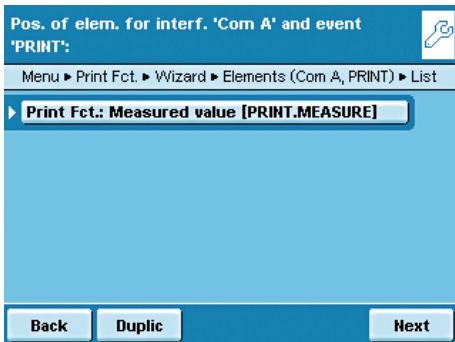 Pos. of elem. for interf. 'Com A' and event
'PRINT':
Menu ▸ Print Fct. ▸ Wizard ▸ Elements (Com A, PRINT) ▸ List
Print Fct.: Measured value [PRINT.MEASURE]
Back Duplic Next